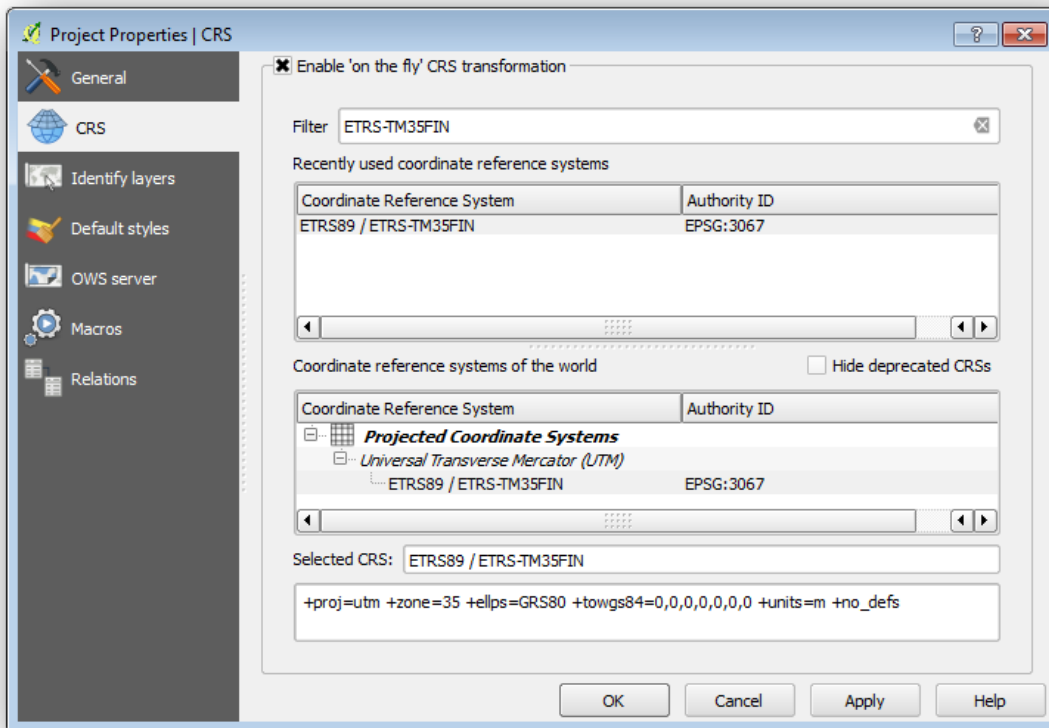 Project Properties | CRS
General
CRS
Identify layers
Default styles
OWS server
Macros
Relations
Enable 'on the fly' CRS transformation
Filter ETRS-TM35FIN
Recently used coordinate reference systems
Coordinate Reference System Authority ID
ETRS89 / ETRS-TM35FIN EPSG:3067
Coordinate reference systems of the world Hide deprecated CRSs
Coordinate Reference System Authority ID
Projected Coordinate Systems
Universal Transverse Mercator (UTM)
ETRS89 / ETRS-TM35FIN EPSG:3067
Selected CRS: ETRS89 / ETRS-TM35FIN
+proj=utm +zone=35 +ellps=GRS80 +towgs84=0,0,0,0,0,0,0 +units=m +no_defs
OK Cancel Apply Help